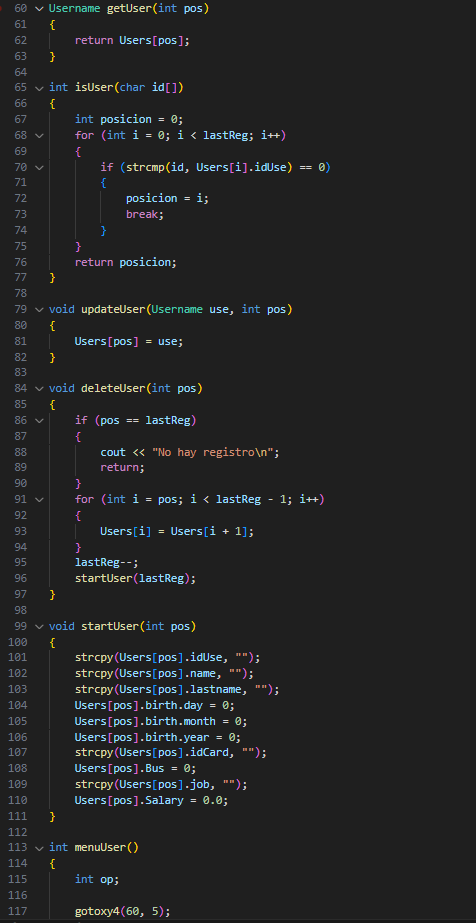 60 Username getUser(int pos)
61 {
62     return Users[pos];
63 }
64
65 int isUser(char id[])
66 {
67     int posicion = 0;
68     for (int i = 0; i < lastReg; i++)
69     {
70         if (strcmp(id, Users[i].idUse) == 0)
71         {
72             posicion = i;
73             break;
74         }
75     }
76     return posicion;
77 }
78
79 void updateUser(Username use, int pos)
80 {
81     Users[pos] = use;
82 }
83
84 void deleteUser(int pos)
85 {
86     if (pos == lastReg)
87     {
88         cout << "No hay registro\n";
89         return;
90     }
91     for (int i = pos; i < lastReg - 1; i++)
92     {
93         Users[i] = Users[i + 1];
94     }
95     lastReg--;
96     startUser(lastReg);
97 }
98
99 void startUser(int pos)
100 {
101     strcpy(Users[pos].idUse, "");
102     strcpy(Users[pos].name, "");
103     strcpy(Users[pos].lastname, "");
104     Users[pos].birth.day = 0;
105     Users[pos].birth.month = 0;
106     Users[pos].birth.year = 0;
107     strcpy(Users[pos].idCard, "");
108     Users[pos].Bus = 0;
109     strcpy(Users[pos].job, "");
110     Users[pos].Salary = 0.0;
111 }
112
113 int menuUser()
114 {
115     int op;
116
117     gotoxy4(60, 5);